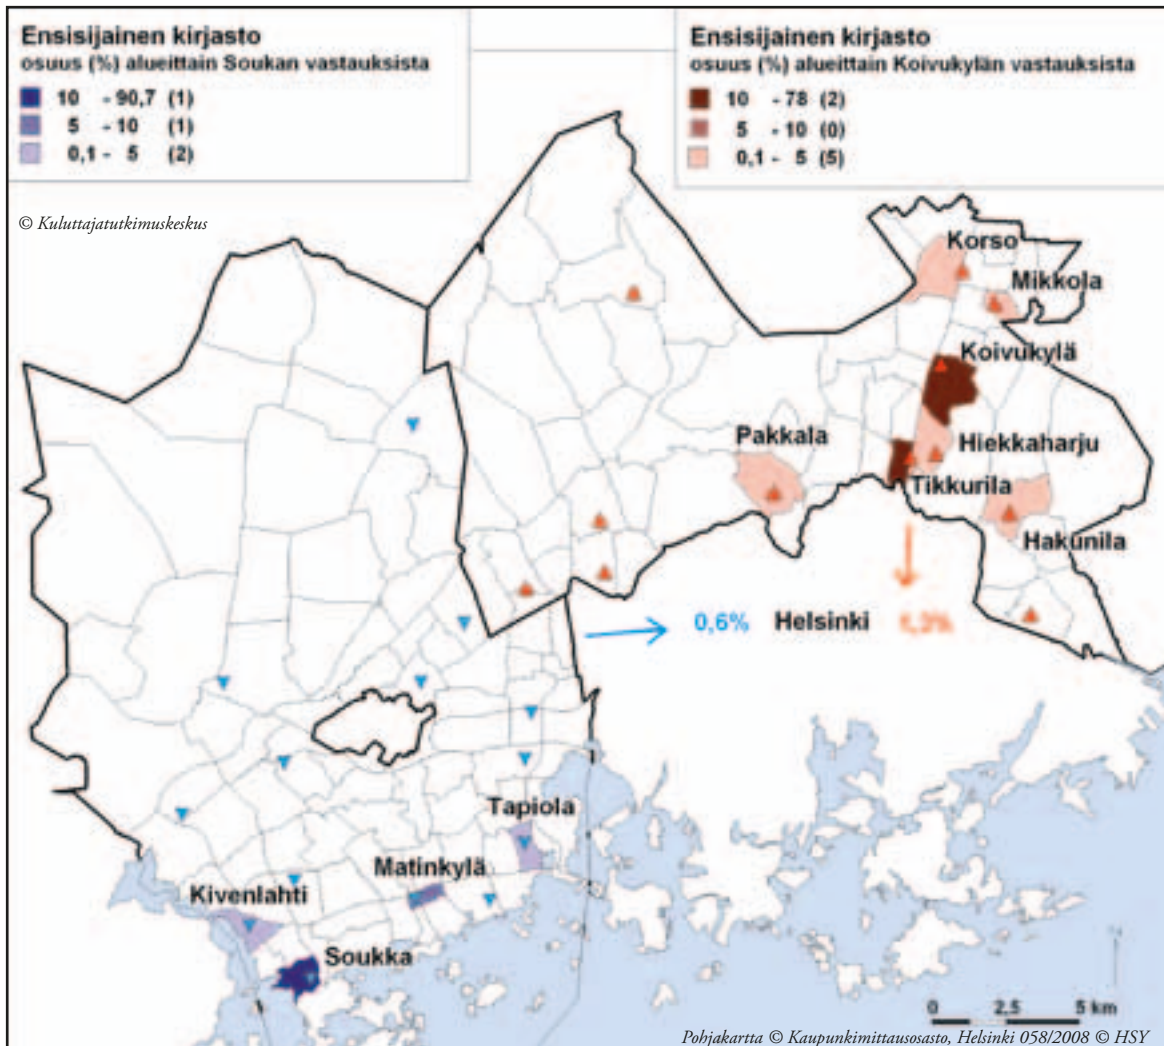 Ensisijainen kirjasto
osuus (%) alueittain Soukan vastauksista
10 - 90,7 (1)
5 - 10 (1)
0,1 - 5 (2)
Ensisijainen kirjasto
osuus (%) alueittain Koivukylän vastauksista
10 - 78 (2)
5 - 10 (0)
0,1 - 5 (5)
© Kuluttajatutkimuskeskus
Korso
Mikkola
Koivukylä
Pakkala
Hiekkaharju
Tikkurila
Hakunila
0,6% Helsinki
Tapiola
Matinkylä
Kivenlahti
Soukka
0 2,5 5 km
Pohjakartta © Kaupunkimittausosasto, Helsinki 058/2008 © HSY